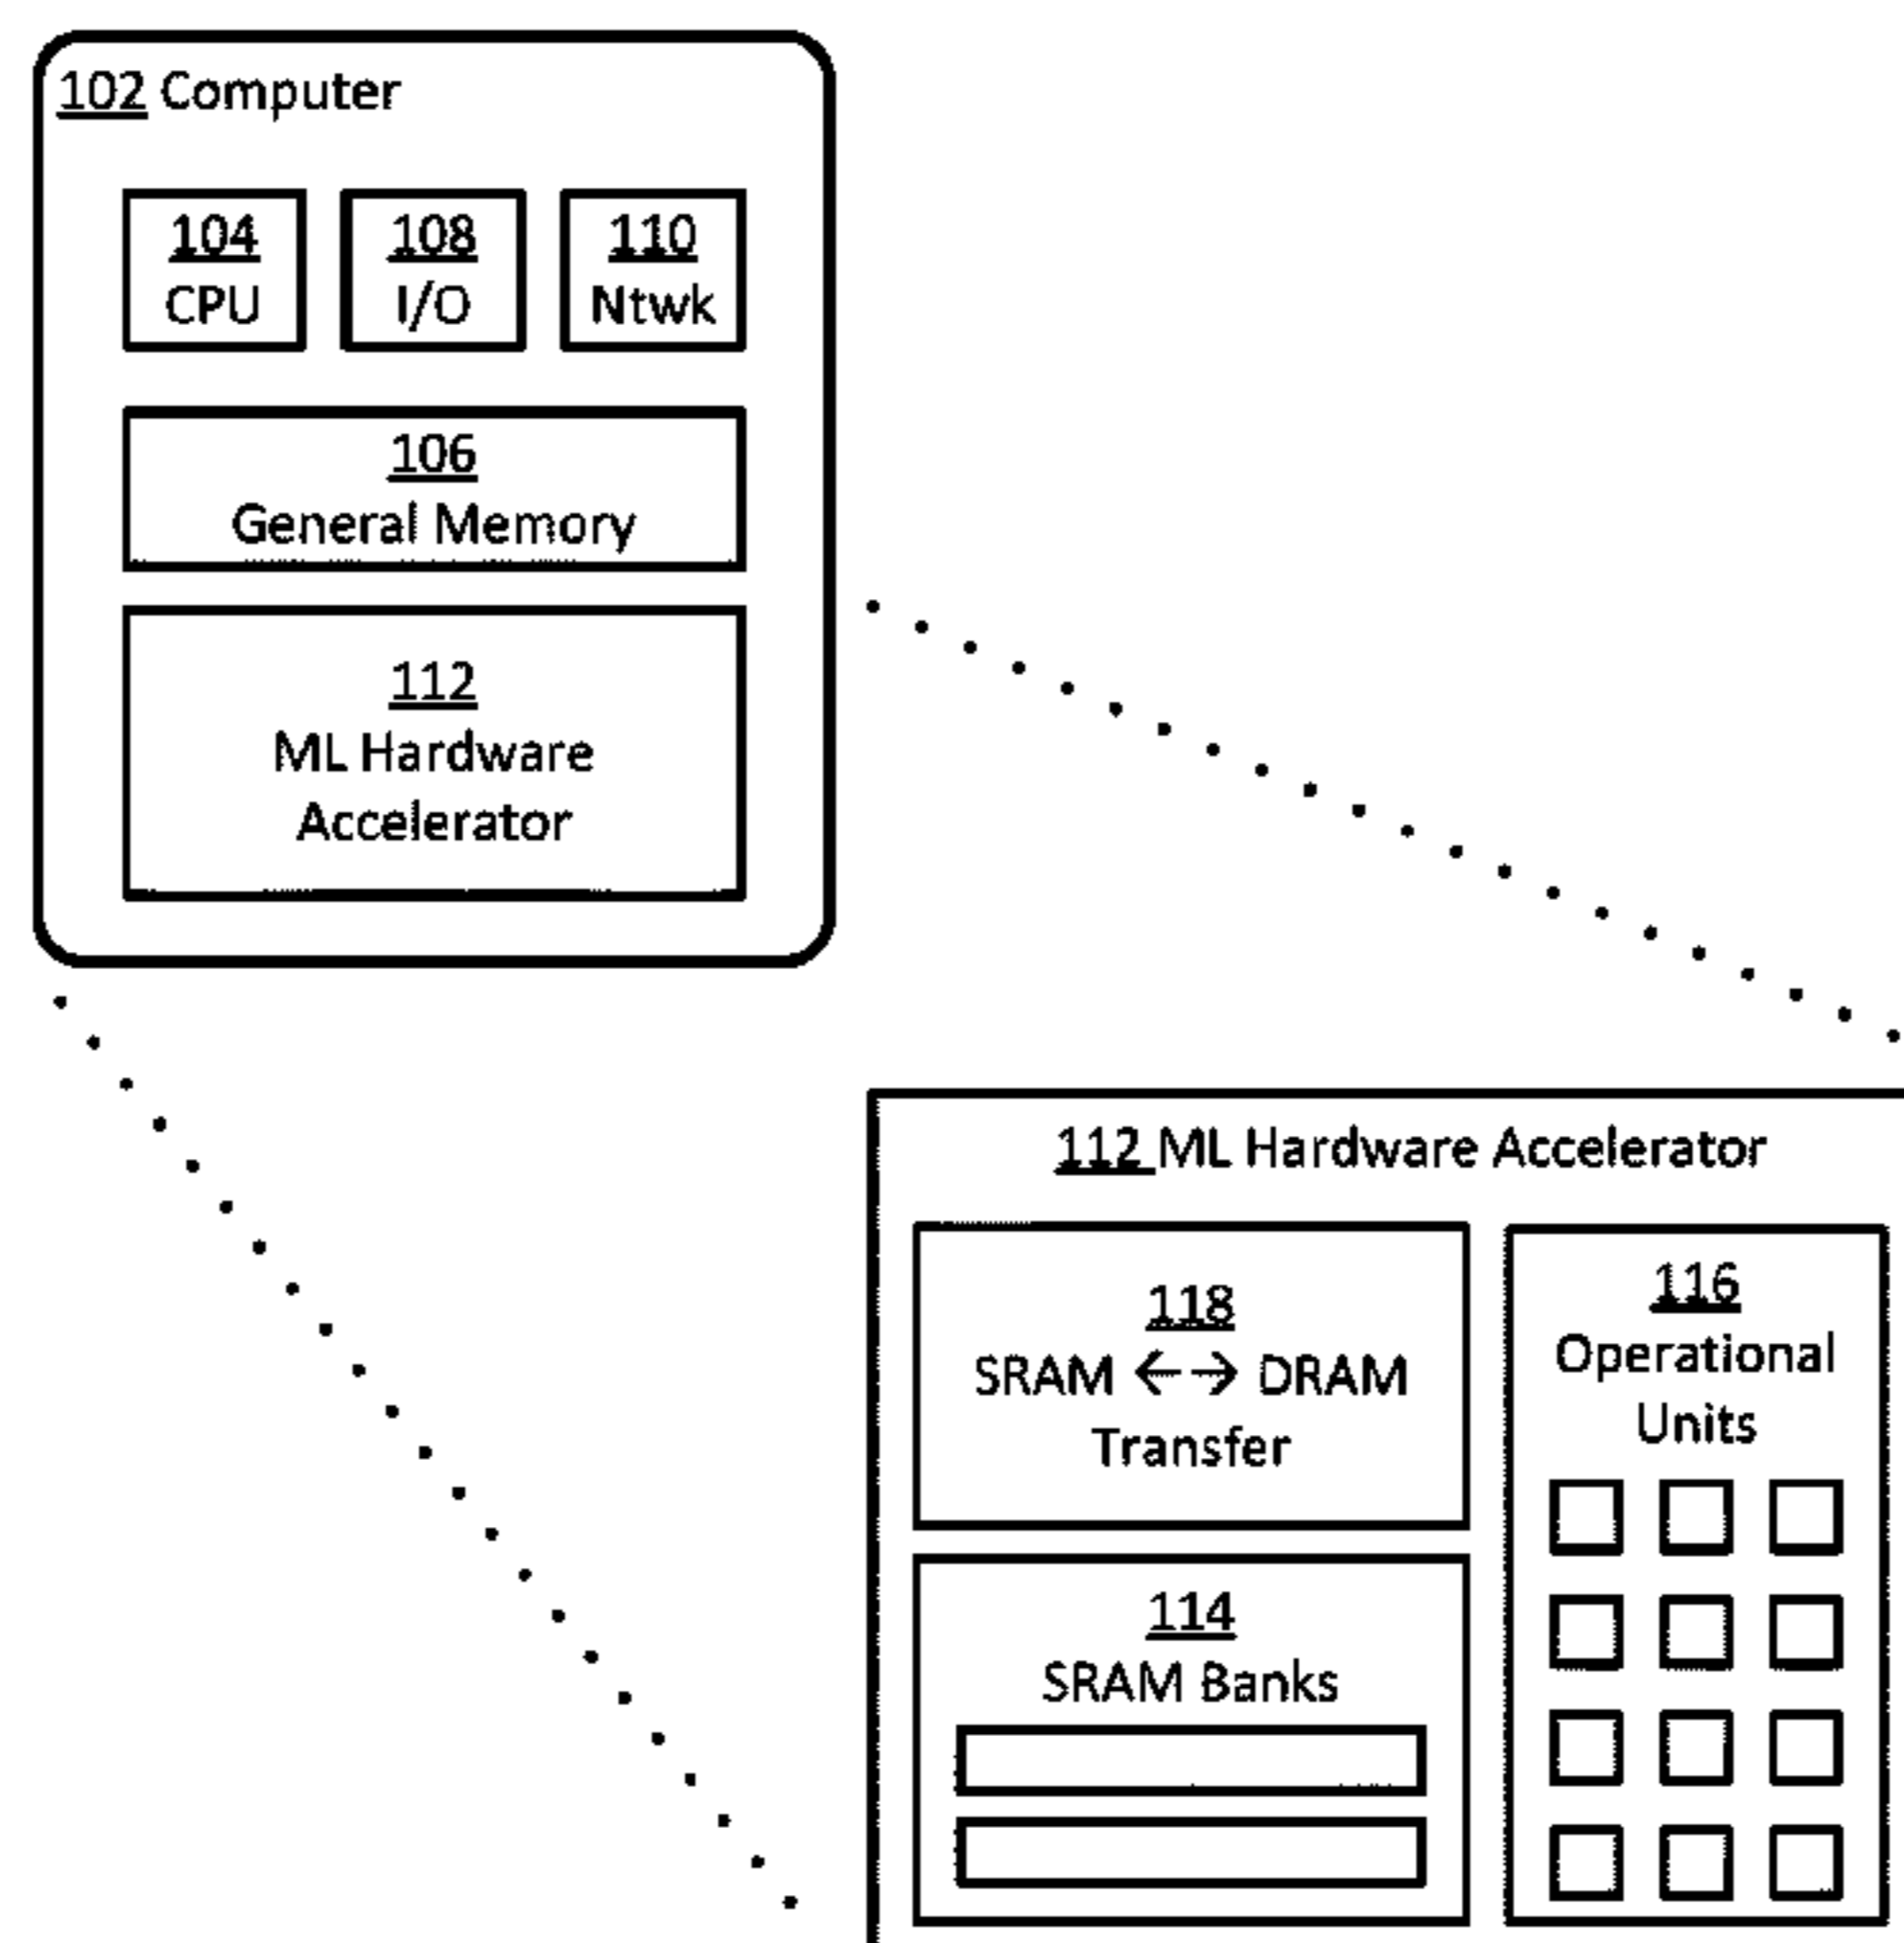 102 Computer
104
CPU
108
I/O
110
Ntwk
106
General Memory
112
ML Hardware
Accelerator
112 ML Hardware Accelerator
118
SRAM ←→ DRAM
Transfer
116
Operational
Units
114
SRAM Banks